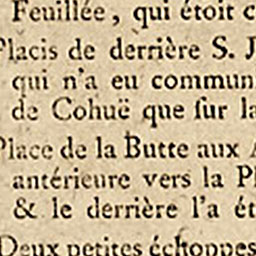 Feuillée, qui étoit c
Placis de derrière S. J
qui n'a eu commun
de Cohuë que ſur la
Place de la Butte aux A
antérieure vers la Pl
& le derrière l'a ét
Deux petites échoppes